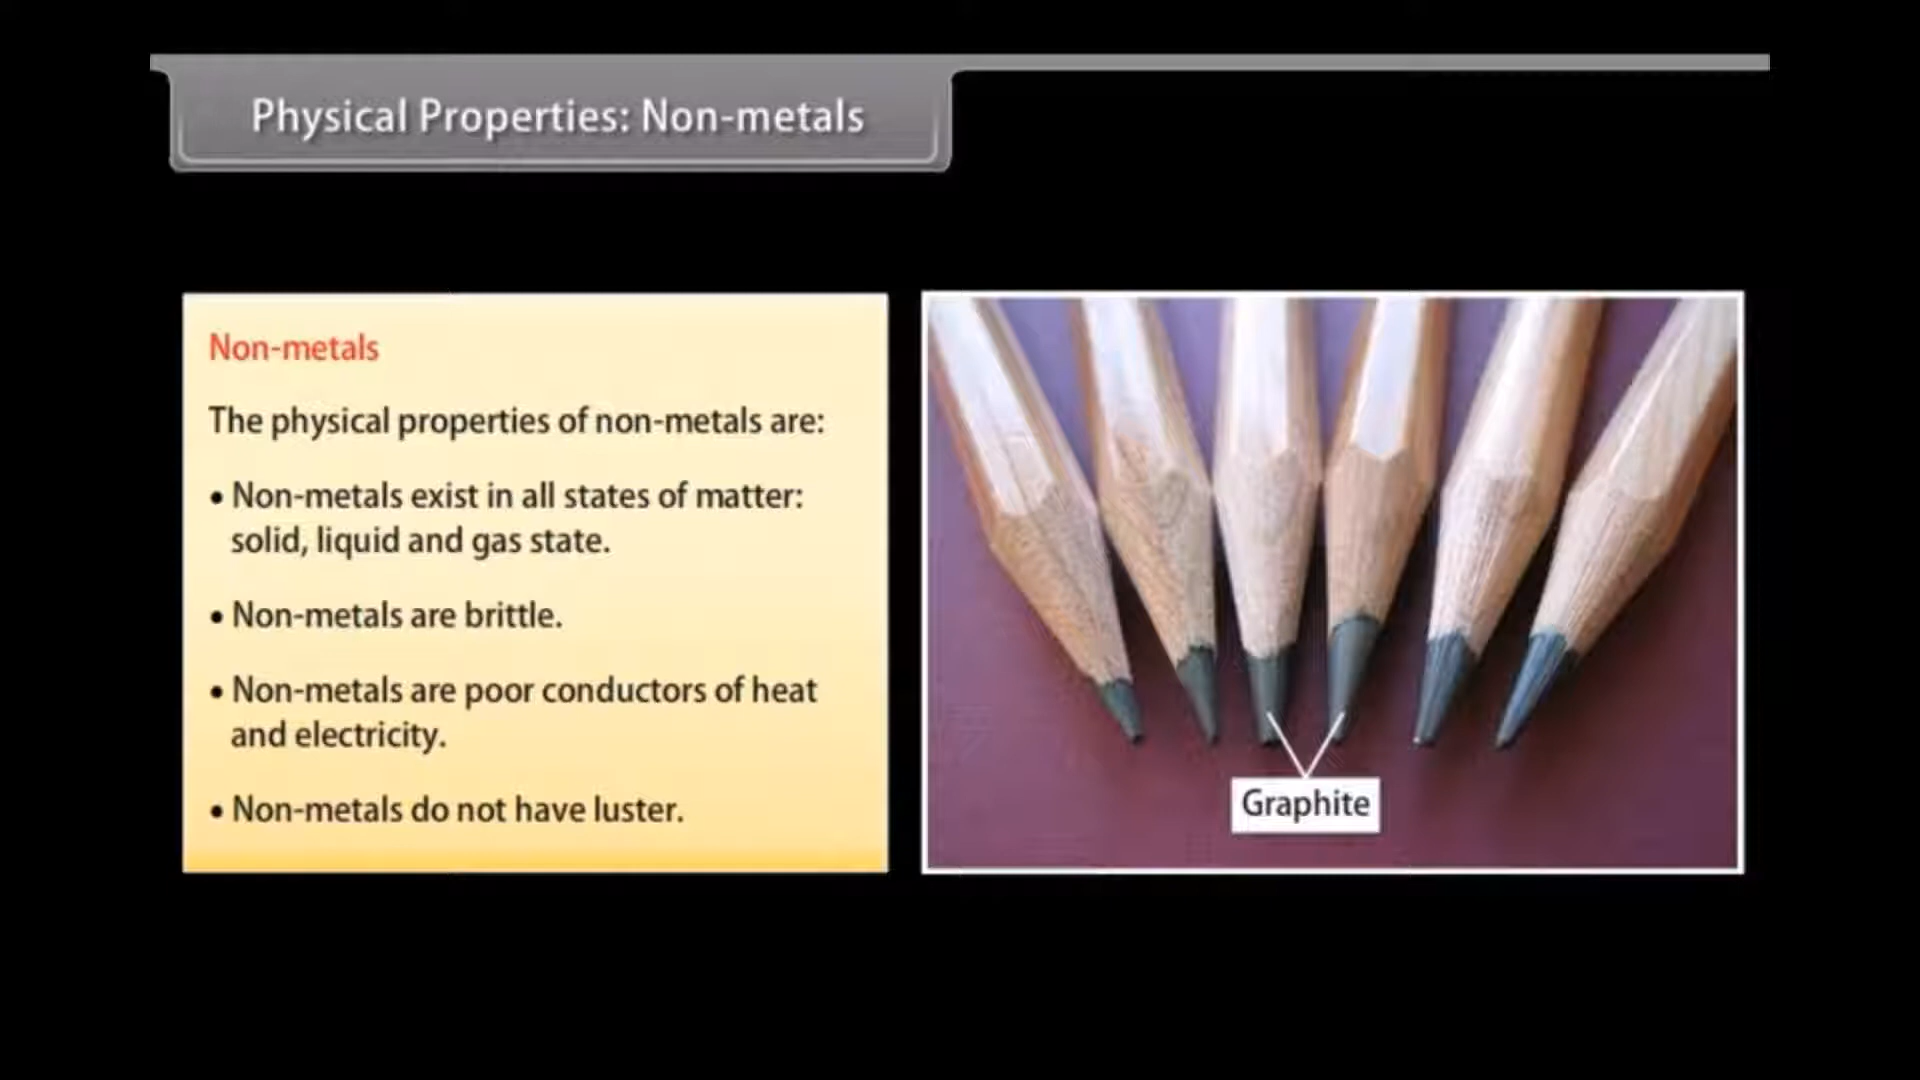 Physical Properties: Non-metals
Non-metals
The physical properties of non-metals are:
• Non-metals exist in all states of matter:
solid, liquid and gas state.
• Non-metals are brittle.
• Non-metals are poor conductors of heat
and electricity.
• Non-metals do not have luster.
Graphite